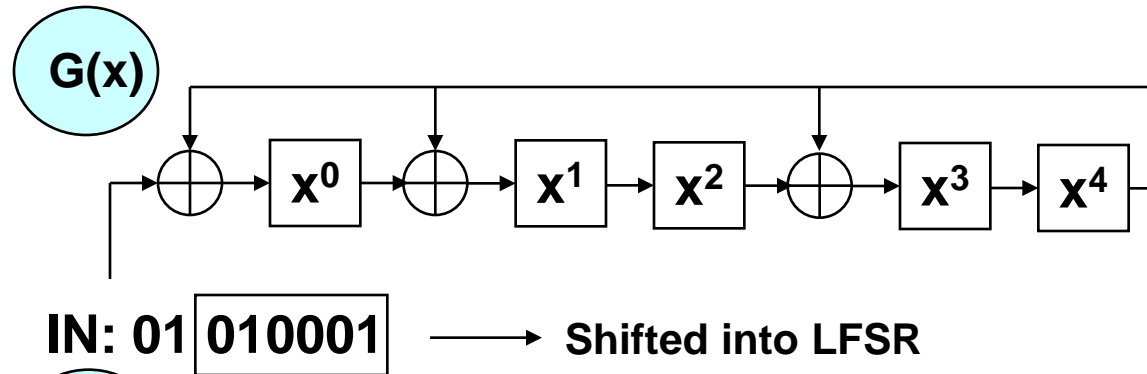 G(x)
x⁰ x¹ x² x³ x⁴
IN: 01 010001 Shifted into LFSR